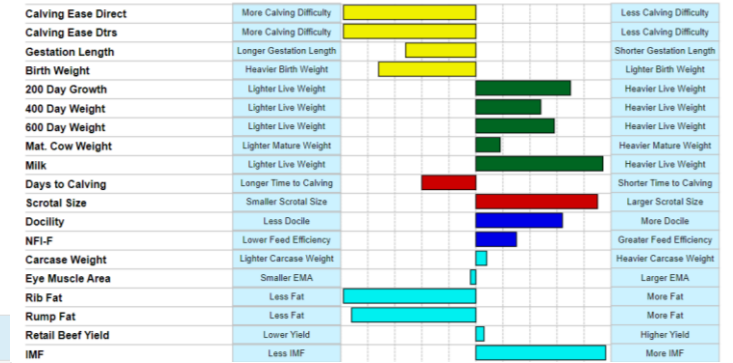 Calving Ease Direct More Calving Difficulty Less Calving Difficulty
Calving Ease Dtrs More Calving Difficulty Less Calving Difficulty
Gestation Length Longer Gestation Length Shorter Gestation Length
Birth Weight Heavier Birth Weight Lighter Birth Weight
200 Day Growth Lighter Live Weight Heavier Live Weight
400 Day Weight Lighter Live Weight Heavier Live Weight
600 Day Weight Lighter Live Weight Heavier Live Weight
Mat. Cow Weight Lighter Mature Weight Heavier Mature Weight
Milk Lighter Live Weight Heavier Live Weight
Days to Calving Longer Time to Calving Shorter Time to Calving
Scrotal Size Smaller Scrotal Size Larger Scrotal Size
Docility Less Docile More Docile
NFI-F Lower Feed Efficiency Greater Feed Efficiency
Carcase Weight Lighter Carcase Weight Heavier Carcase Weight
Eye Muscle Area Smaller EMA Larger EMA
Rib Fat Less Fat More Fat
Rump Fat Less Fat More Fat
Retail Beef Yield Lower Yield Higher Yield
IMF Less IMF More IMF